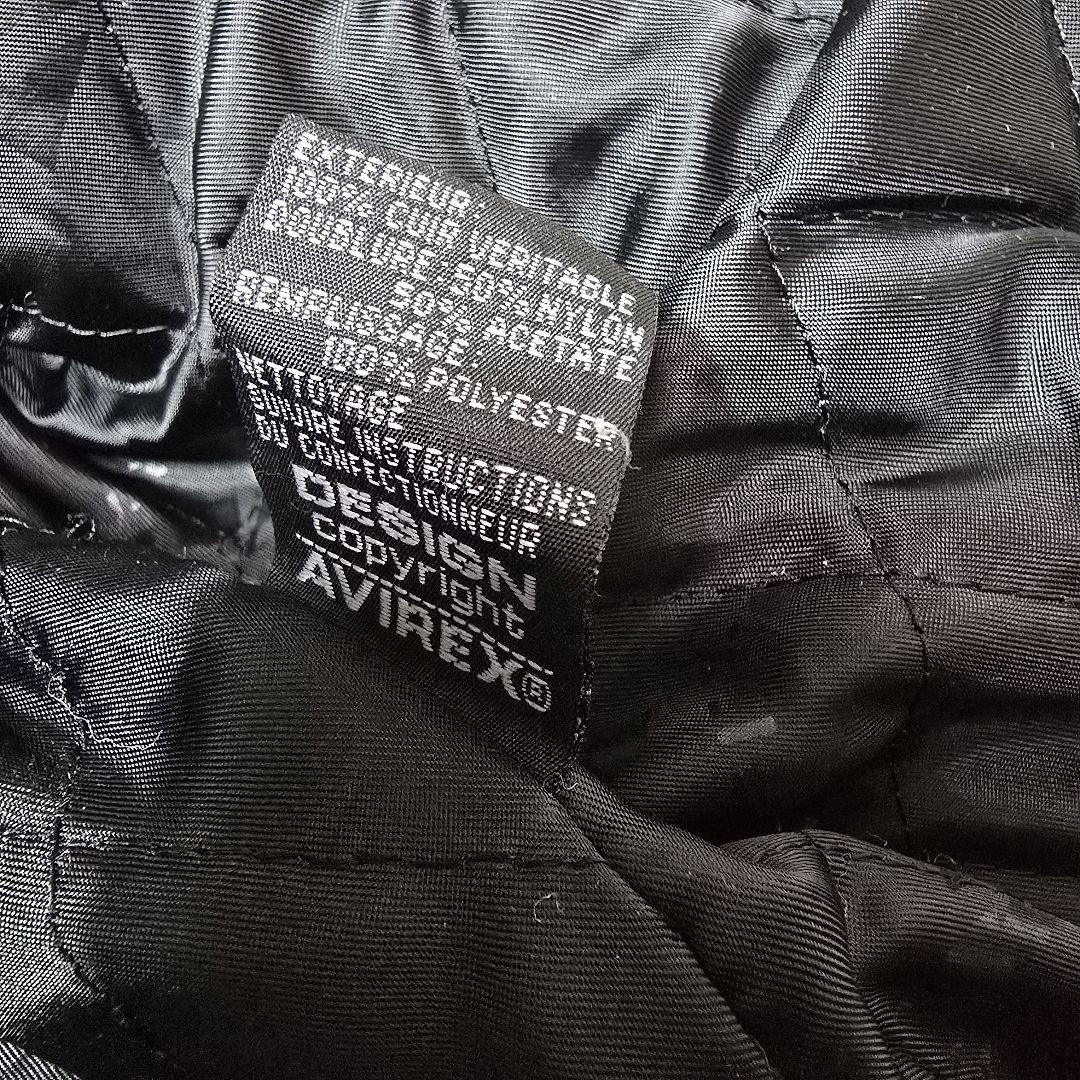 EXTERIEUR,
100% CUIR VERITABLE
DOUBLURE, 50% NYLON
50% ACETATE
REMPLISSAGE,
100% POLYESTER
NETTOYAGE
SUIVRE INSTRUCTIONS
DU CONFECTIONNEUR
DESIGN
copyright
AVIREX®